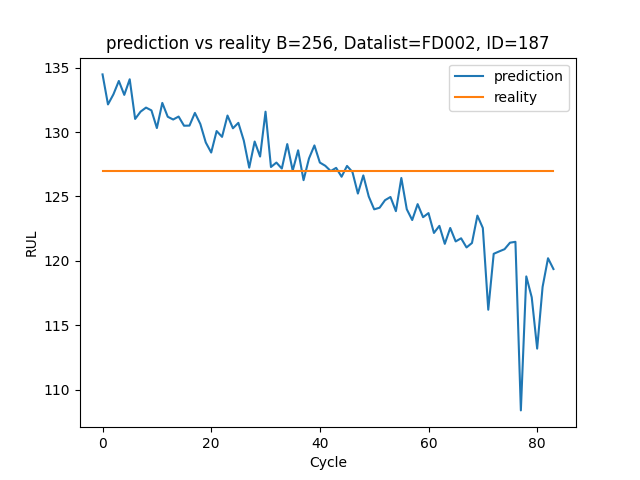 prediction vs reality B=256, Datalist=FD002, ID=187
135
130
125
120
115
110
RUL
prediction
reality
0
20
40
60
80
Cycle